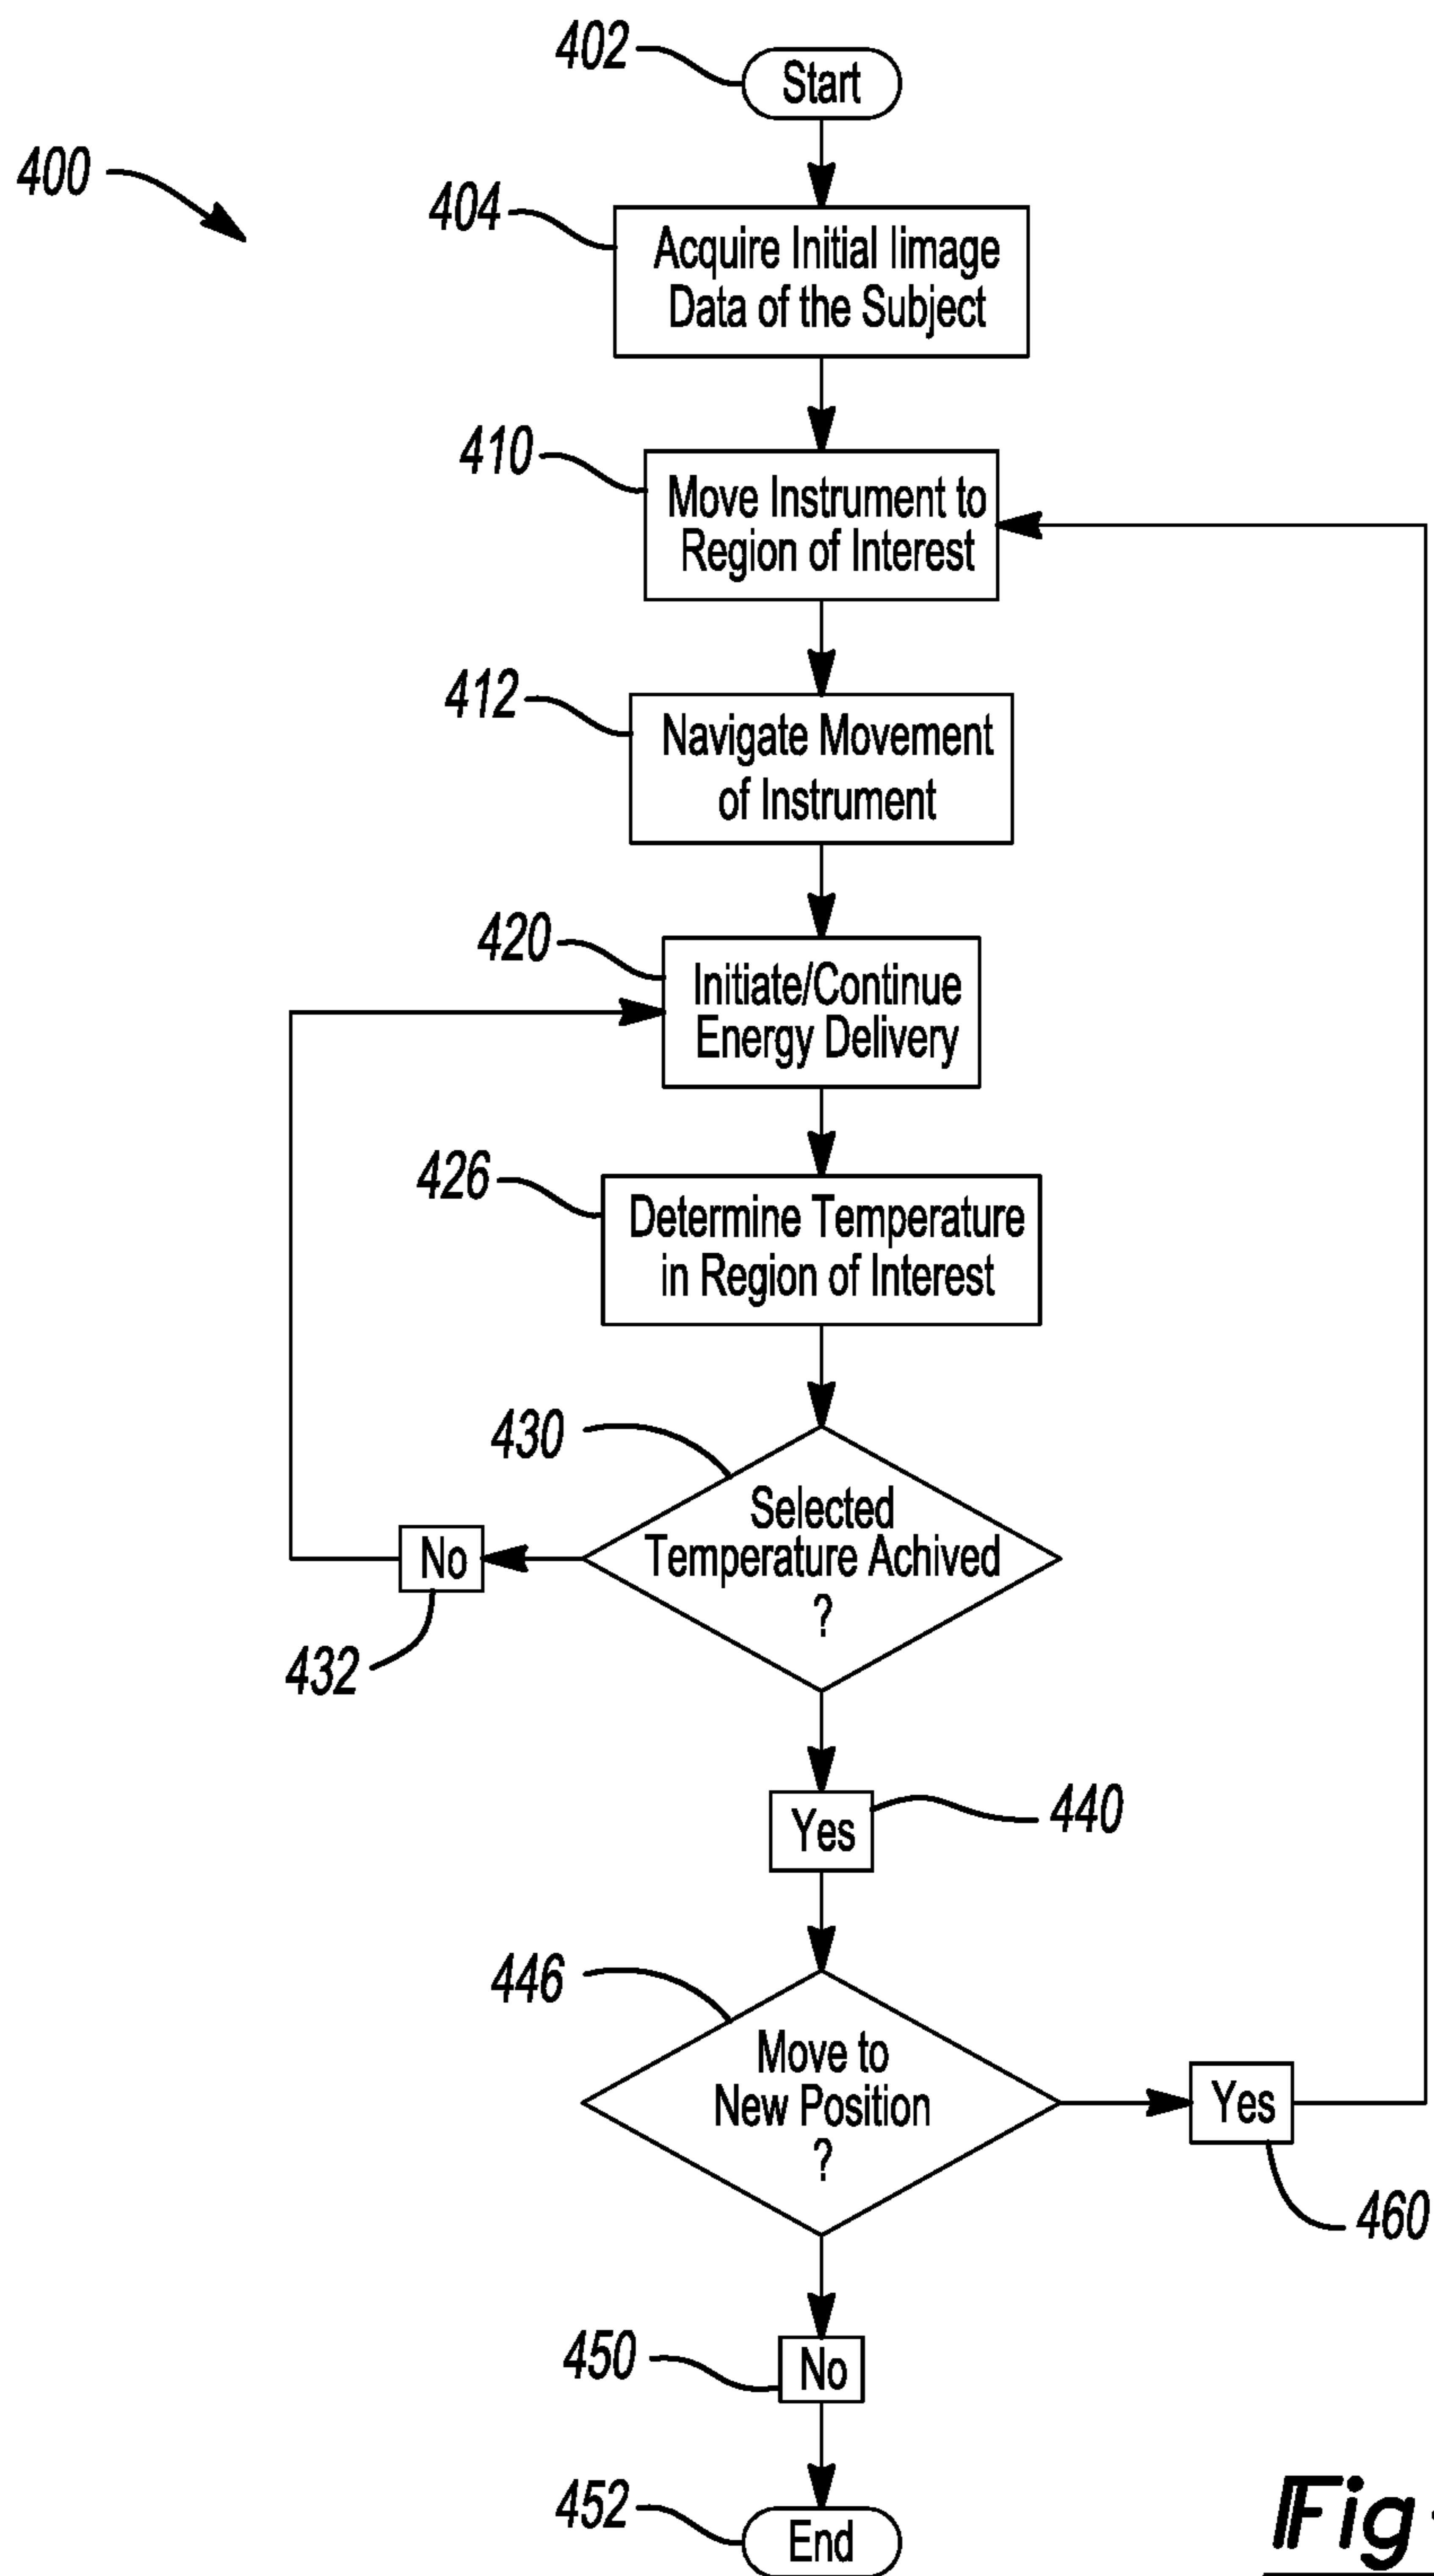 402
Start
400
404
Acquire Initial Iimage
Data of the Subject
410
Move Instrument to
Region of Interest
412
Navigate Movement
of Instrument
420
Initiate/Continue
Energy Delivery
426
Determine Temperature
in Region of Interest
430
Selected
Temperature Achived
?
No
432
Yes
440
446
Move to
New Position
?
Yes
460
450
No
452
End
Fig